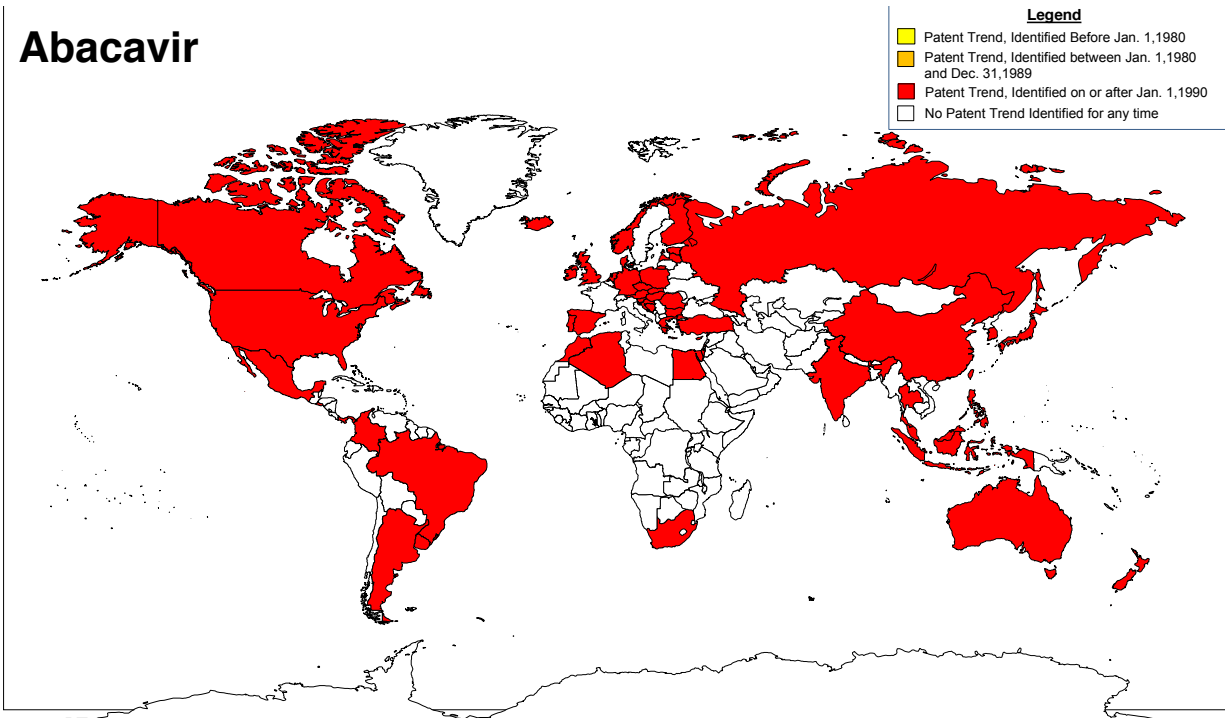 Abacavir
Legend
Patent Trend, Identified Before Jan. 1,1980
Patent Trend, Identified between Jan. 1,1980
and Dec. 31,1989
Patent Trend, Identified on or after Jan. 1,1990
No Patent Trend Identified for any time